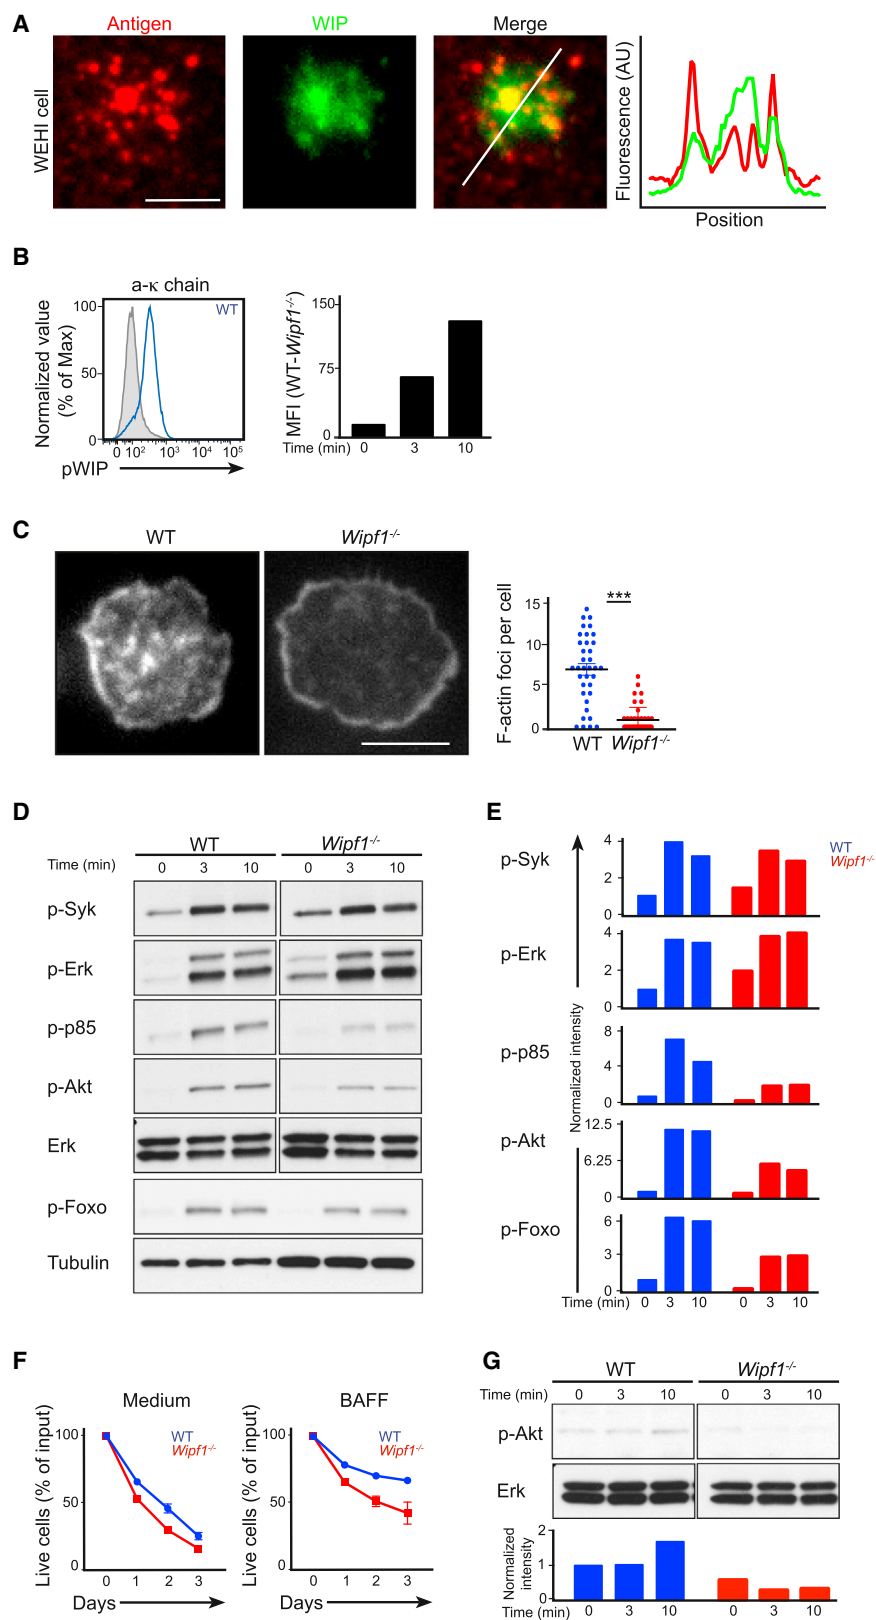 A
Antigen
WIP
Merge
WEHI cell
Fluorescence (AU)
Position
B
a-κ chain
WT
Normalized value
(% of Max)
100
50
0
0 10² 10³ 10⁴ 10⁵
pWIP
MFI (WT-Wipf1-/-)
150
75
0
Time (min) 0 3 10
C
WT
Wipf1-/-
F-actin foci per cell
15
10
5
0
***
WT Wipf1-/-
D
WT Wipf1-/-
Time (min) 0 3 10 0 3 10
p-Syk
p-Erk
p-p85
p-Akt
Erk
p-Foxo
Tubulin
E
WT
Wipf1-/-
Normalized intensity
p-Syk
4
2
0
p-Erk
4
2
0
p-p85
8
4
0
p-Akt
12.5
6.25
0
p-Foxo
6
3
0
Time (min) 0 3 10 0 3 10
F
Medium
Live cells (% of input)
100
50
0
WT
Wipf1-/-
0 1 2 3
Days
BAFF
Live cells (% of input)
100
50
0
WT
Wipf1-/-
0 1 2 3
Days
G
WT Wipf1-/-
Time (min) 0 3 10 0 3 10
p-Akt
Erk
Normalized
intensity
2
1
0
Time (min) 0 3 10 0 3 10